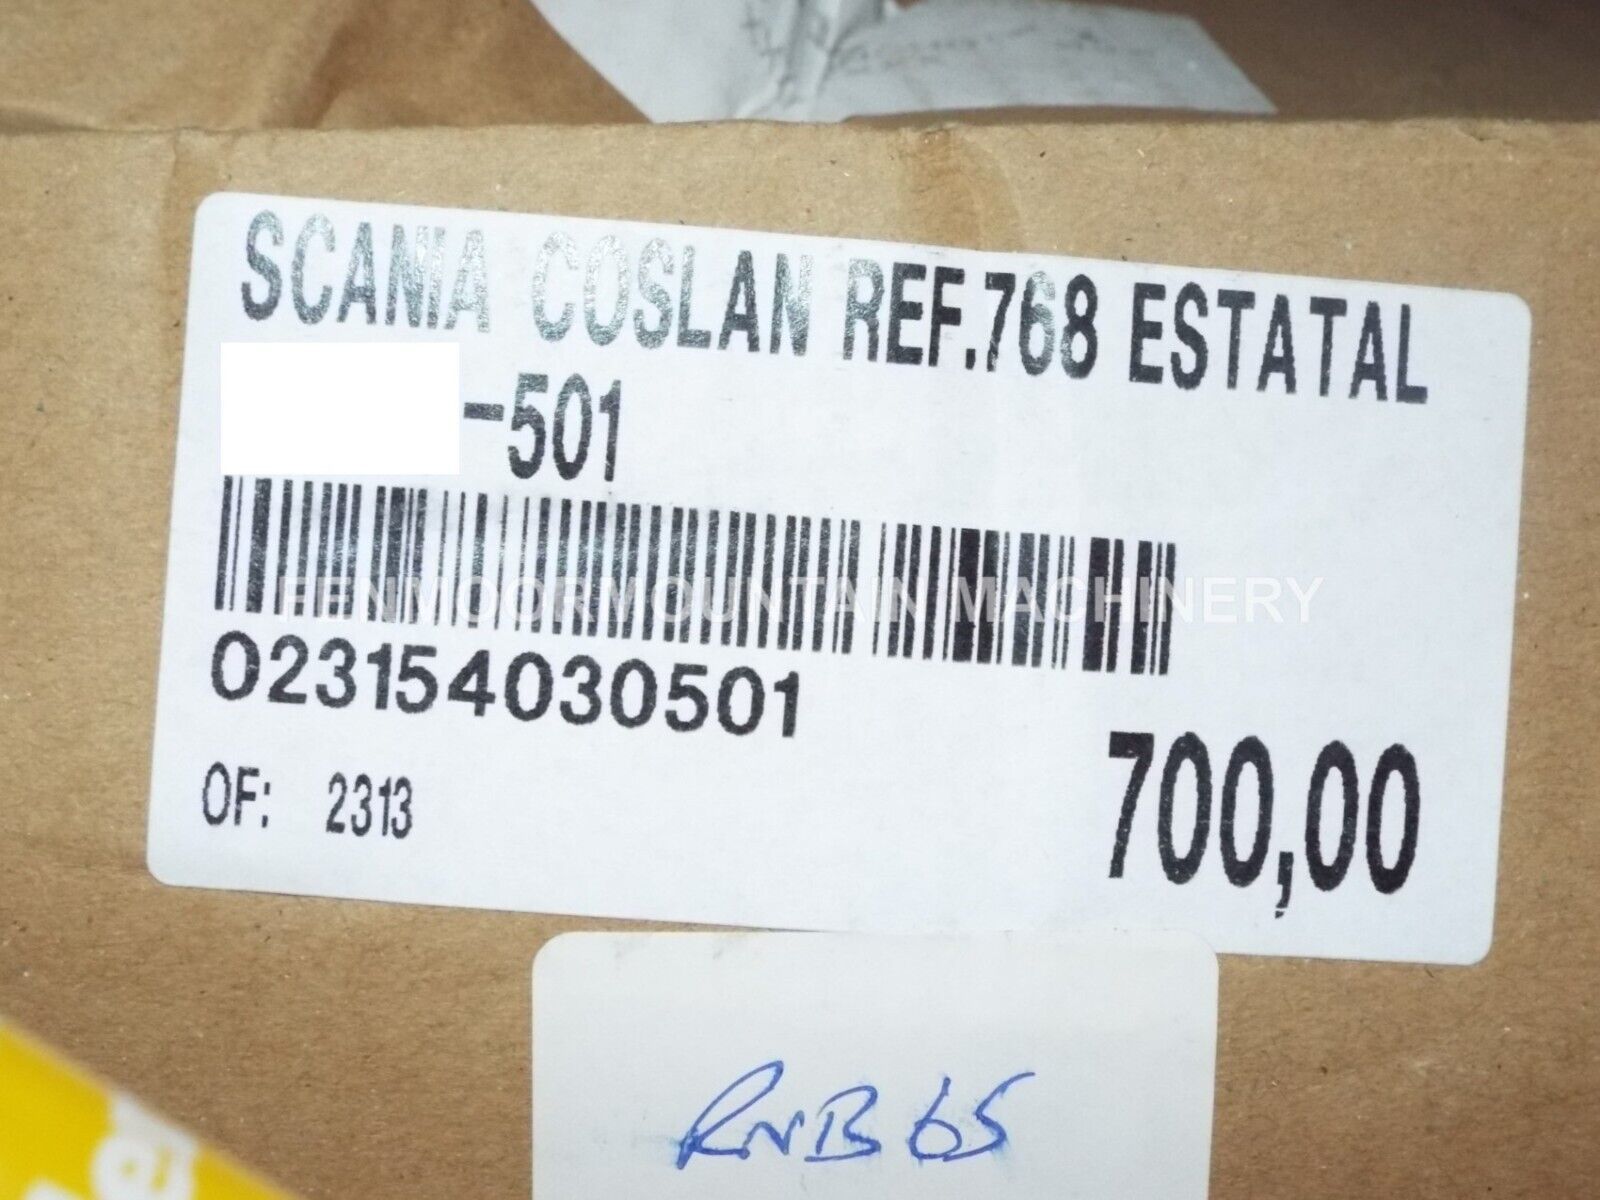 SCANIA COSLAN REF.768 ESTATAL
-501
FENMOORMOUNTAIN MACHINERY
023154030501
OF: 2313
700,00
RNB65